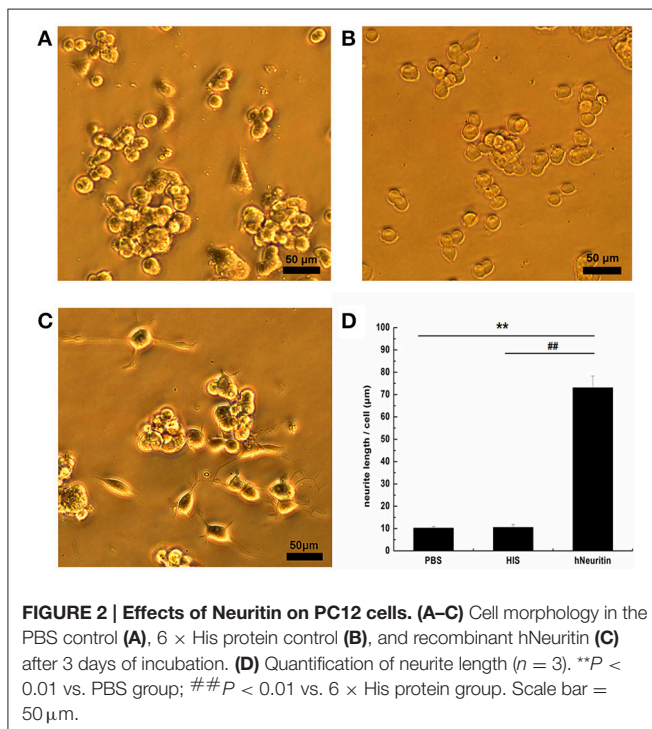 A
B
50 µm
50 µm
C
D
50µm
**
##
100
90
80
70
60
50
40
30
20
10
0
neurite length / cell (µm)
PBS
HIS
hNeuritin
FIGURE 2 | Effects of Neuritin on PC12 cells. (A–C) Cell morphology in the
PBS control (A), 6 × His protein control (B), and recombinant hNeuritin (C)
after 3 days of incubation. (D) Quantification of neurite length (n = 3). **P <
0.01 vs. PBS group; ##P < 0.01 vs. 6 × His protein group. Scale bar =
50 µm.